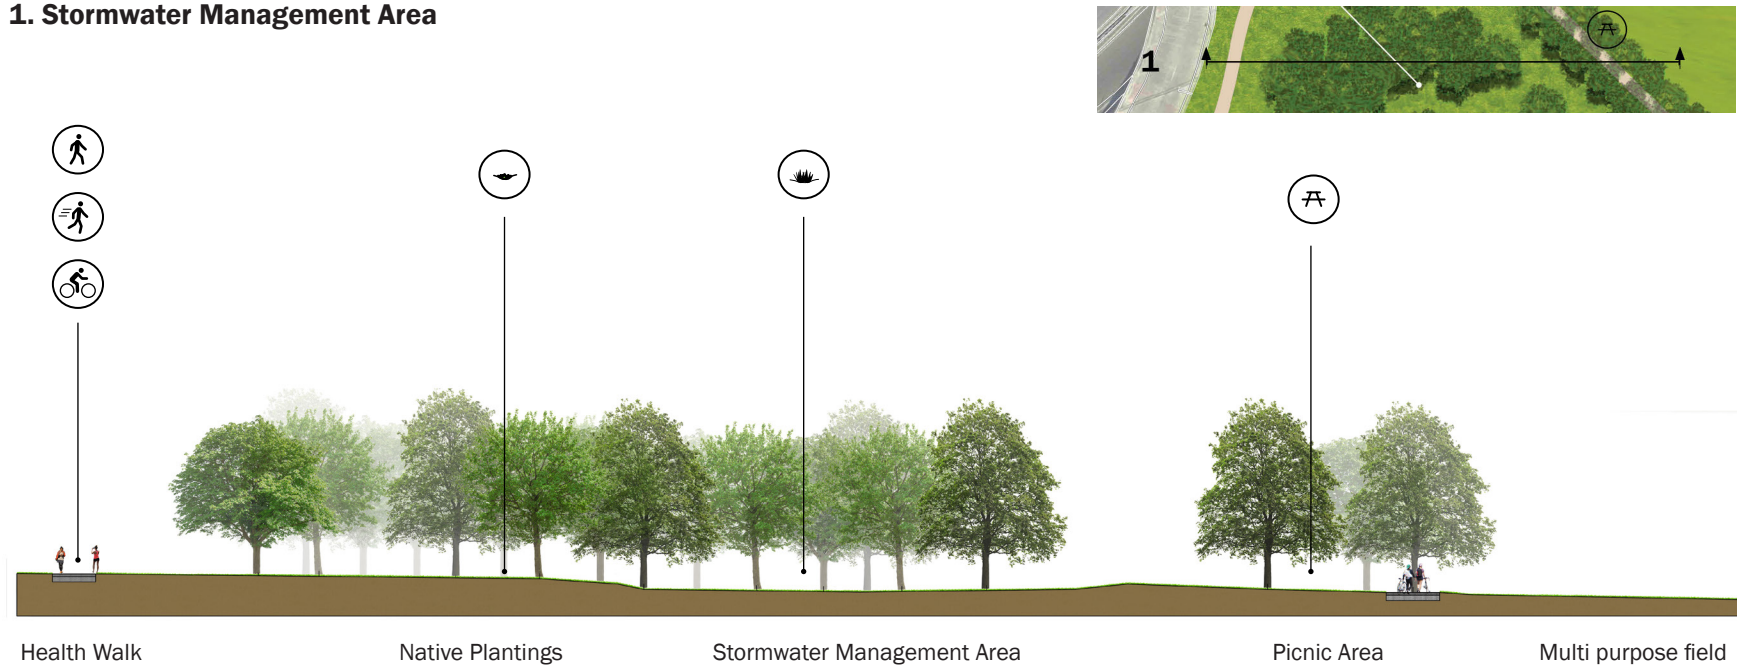 1. Stormwater Management Area
1
Health Walk
Native Plantings
Stormwater Management Area
Picnic Area
Multi purpose field